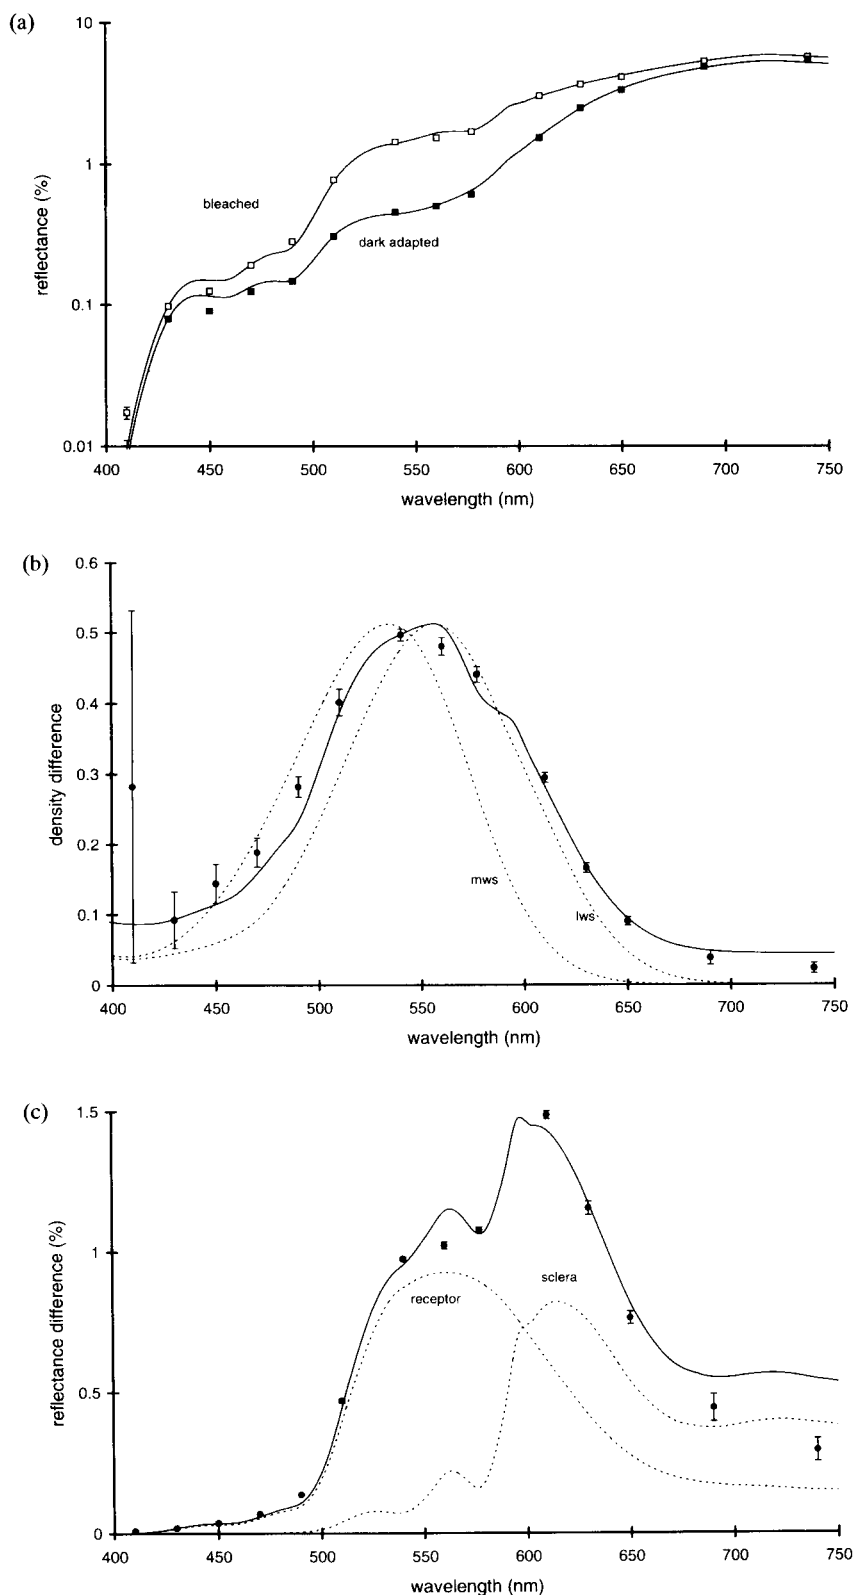 (a)
10
1
0.1
0.01
reflectance (%)
bleached
dark adapted
400 450 500 550 600 650 700 750
wavelength (nm)
(b)
0.6
0.5
0.4
0.3
0.2
0.1
0
density difference
mws
lws
400 450 500 550 600 650 700 750
wavelength (nm)
(c)
1.5
1
0.5
0
reflectance difference (%)
receptor
sclera
400 450 500 550 600 650 700 750
wavelength (nm)